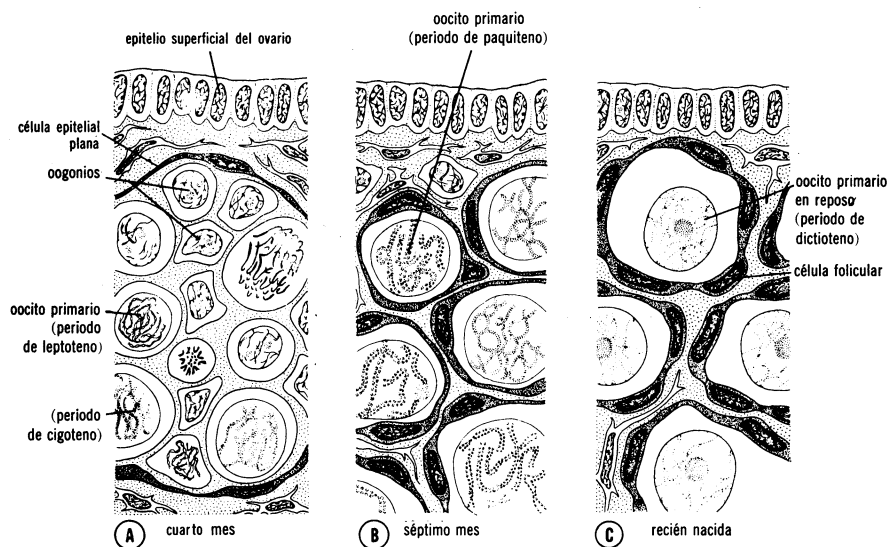 epitelio superficial del ovario
oocito primario
(periodo de paquiteno)
célula epitelial
plana
oogonios
oocito primario
(periodo
de leptoteno)
(periodo
de cigoteno)
oocito primario
en reposo
(periodo de
dictioteno)
célula folicular
A cuarto mes
B séptimo mes
C recién nacida